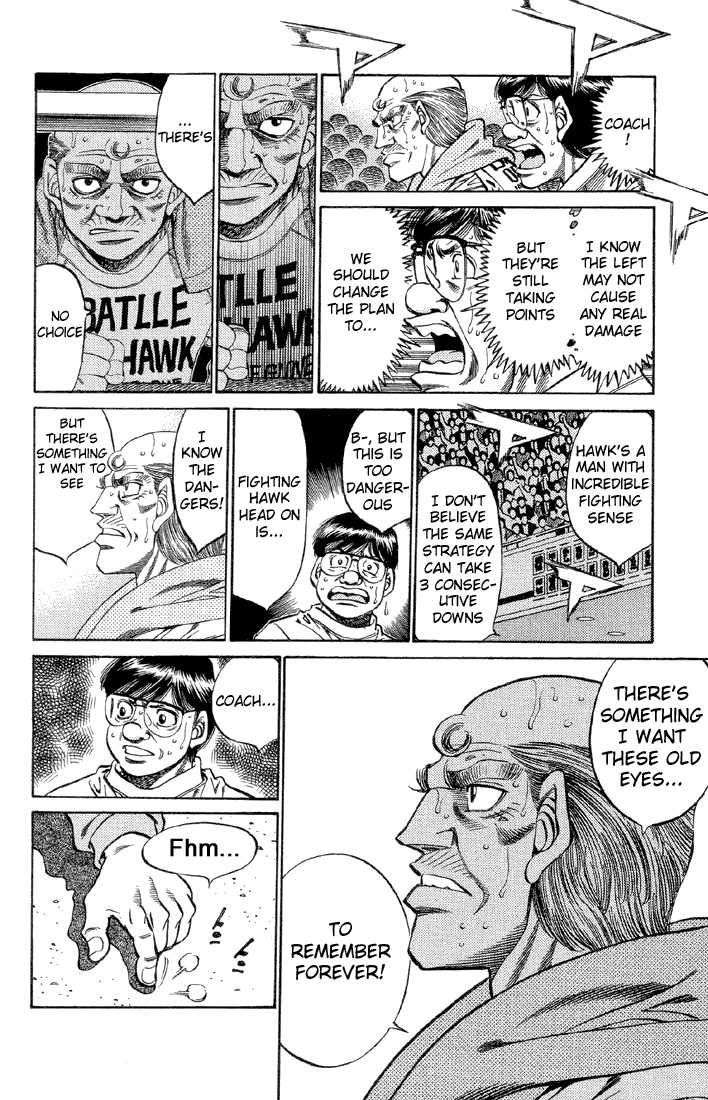 COACH
!
I KNOW
THE LEFT
MAY NOT
CAUSE
ANY REAL
DAMAGE
BUT
THEY'RE
STILL
TAKING
POINTS
WE
SHOULD
CHANGE
THE PLAN
TO...
TLLE
HAWK
...
THERE'S
BATLLE
HAWK
NO
CHOICE
HAWK'S A
MAN WITH
INCREDIBLE
FIGHTING
SENSE
I DON'T
BELIEVE
THE SAME
STRATEGY
CAN TAKE
3 CONSEC-
UTIVE
DOWNS
B-, BUT
THIS IS
TOO
DANGER-
OUS
FIGHTING
HAWK
HEAD ON
IS...
I
KNOW
THE
DAN-
GERS!
BUT
THERE'S
SOMETHING
I WANT TO
SEE
THERE'S
SOMETHING
I WANT
THESE OLD
EYES...
TO
REMEMBER
FOREVER!
COACH...
Fhm...